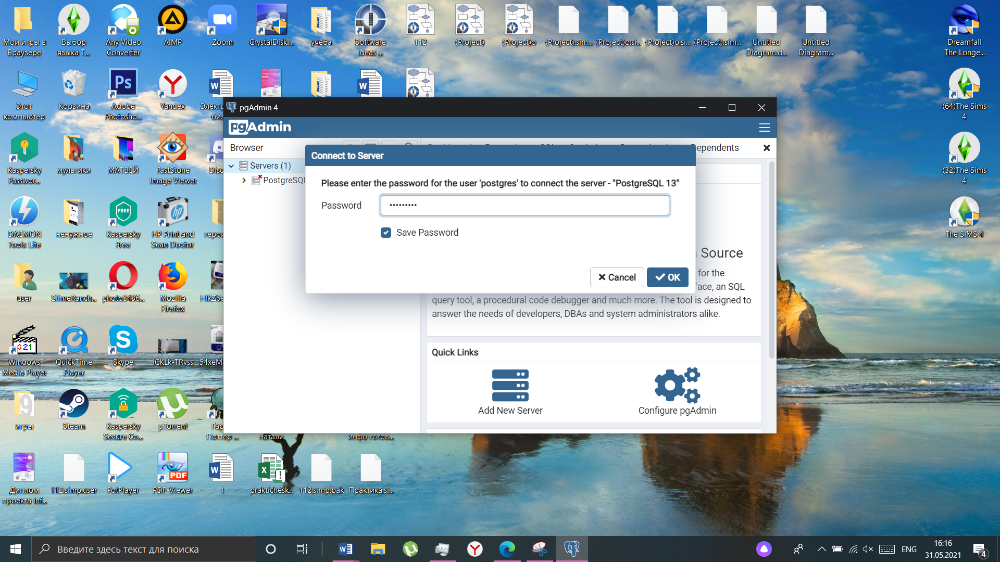 Мои игры в
Браузере
Выбор
языка T...
Any Video
Converter
AIMP
Zoom
CrystalDiskI...
учеба
Software
Ideas ...
112
(Project)
(Project)o
(Project).sim...
(Project)o.si...
(Project)o.si...
(Project).sim...
Untitled
Diagram.d...
Untitled
Diagram...
Dreamfall
The Longe...
Этот
компьютер
Корзина
Adobe
Photosho...
Yandex
(64)The Sims
4
Kaspersky
Passwor...
мультики
МАТВЕЙ
FastStone
Image Viewer
(32)The Sims
4
DAEMON
Tools Lite
ненужное
Kaspersky
Free
HP Print and
Scan Doctor
The SIMS 4
user
SlimeRanch...
photo3436...
Mozilla
Firefox
Windows
Media Player
QuickTime
Player
Skype
iCKLk-TRvss
игры
Steam
Kaspersky
Secure Co...
µTorrent
Гар
Поттер ...
натали
инфо готов...
Диплом
проекта inf...
112.simp.user
PotPlayer
PDF-Viewer
1
praktichesk...
112.simp.bak
Практика.si...
pgAdmin 4
pgAdmin
Browser
Dependents
Servers (1)
PostgreSQL
Connect to Server
Please enter the password for the user 'postgres' to connect the server - "PostgreSQL 13"
Password
•••••••••
Save Password
Cancel
OK
Source
for the
face, an SQL
query tool, a procedural code debugger and much more. The tool is designed to
answer the needs of developers, DBAs and system administrators alike.
Quick Links
Add New Server
Configure pgAdmin
Введите здесь текст для поиска
ENG
16:16
31.05.2021
4